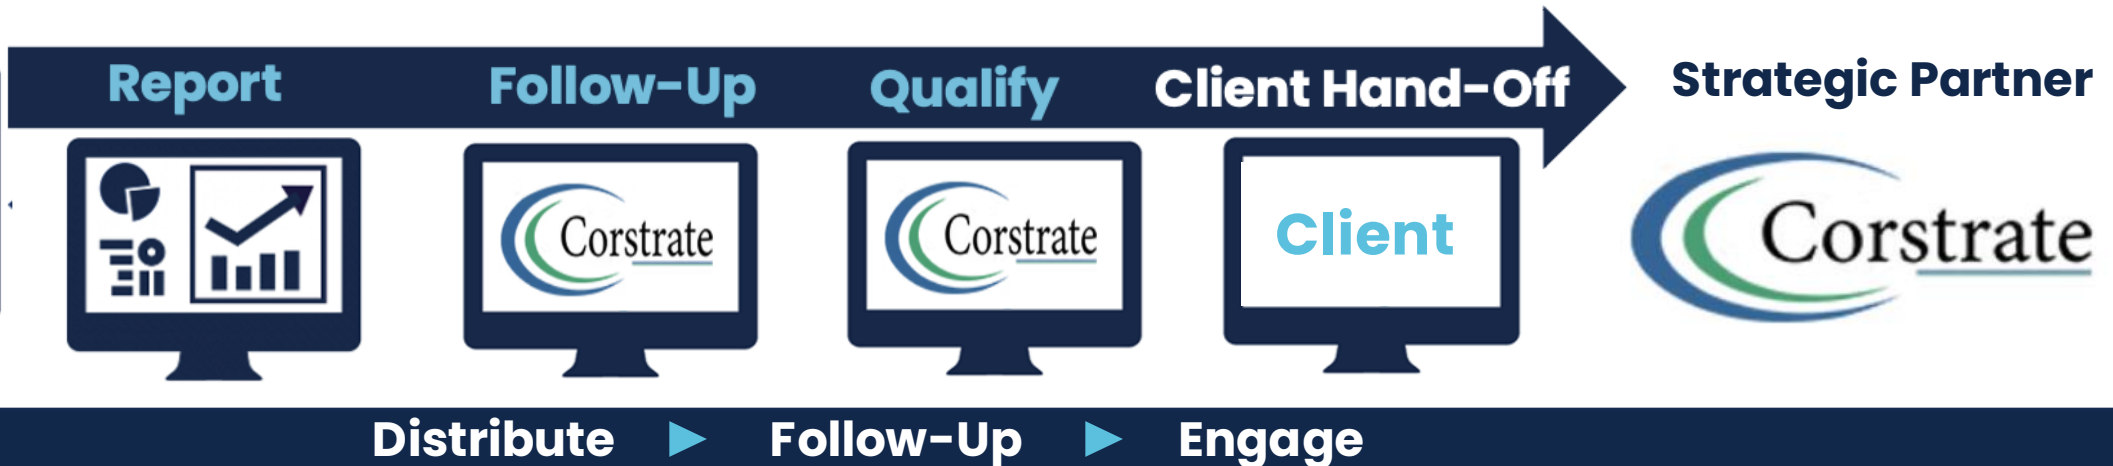 Report Follow-Up Qualify Client Hand-Off Strategic Partner
Corstrate Corstrate Client Corstrate
Distribute Follow-Up Engage